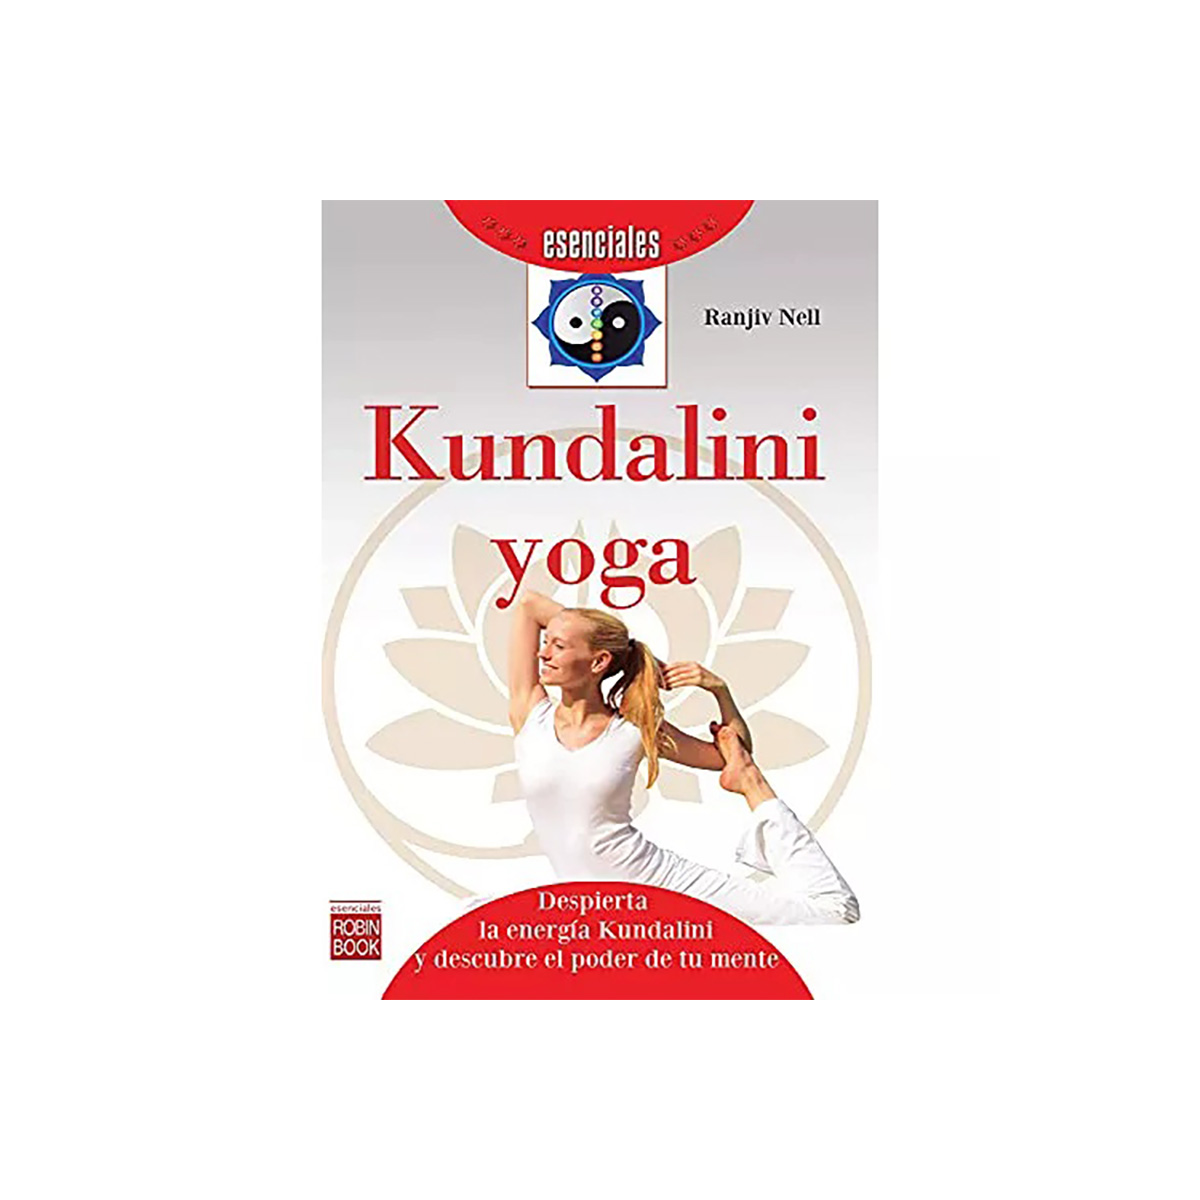 esenciales
Ranjiv Nell
Kundalini
yoga
Despierta
la energía Kundalini
y descubre el poder de tu mente
esenciales
ROBIN
BOOK